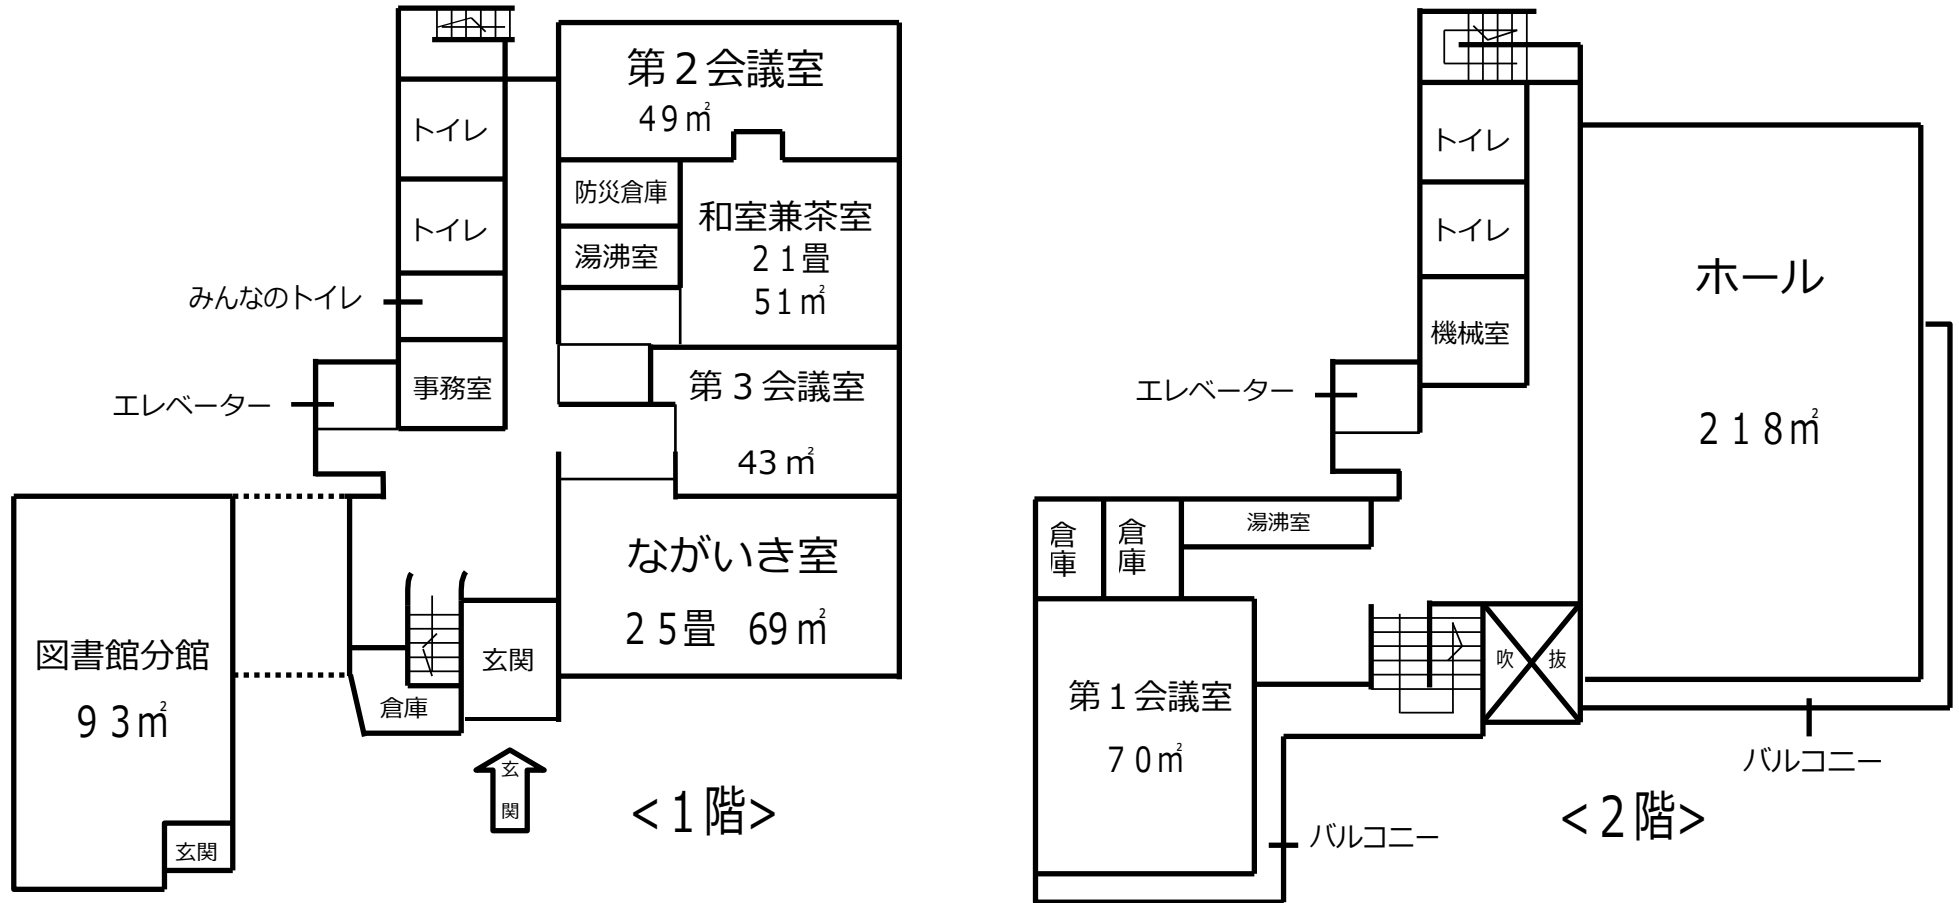 第２会議室
49㎡
トイレ
防災倉庫
和室兼茶室
２１畳
51㎡
トイレ
湯沸室
みんなのトイレ
事務室
第３会議室
43㎡
エレベーター
ながいき室
２５畳　69㎡
図書館分館
９３㎡
玄関
倉庫
玄関
玄関
＜１階＞
トイレ
トイレ
ホール
２１８㎡
機械室
エレベーター
倉庫
倉庫
湯沸室
吹抜
第１会議室
７０㎡
バルコニー
バルコニー
＜２階＞